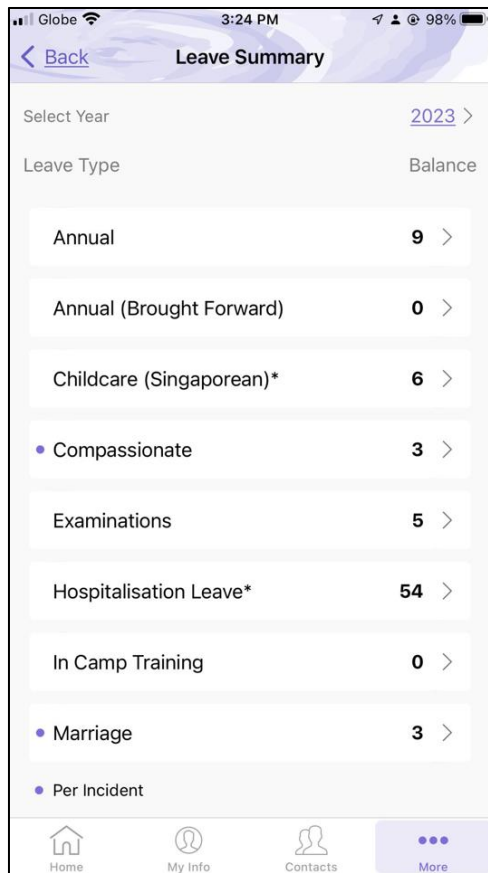 Globe 3:24 PM 98%
Back Leave Summary
Select Year 2023
Leave Type Balance
Annual 9
Annual (Brought Forward) 0
Childcare (Singaporean)* 6
Compassionate 3
Examinations 5
Hospitalisation Leave* 54
In Camp Training 0
Marriage 3
Per Incident
Home My Info Contacts More